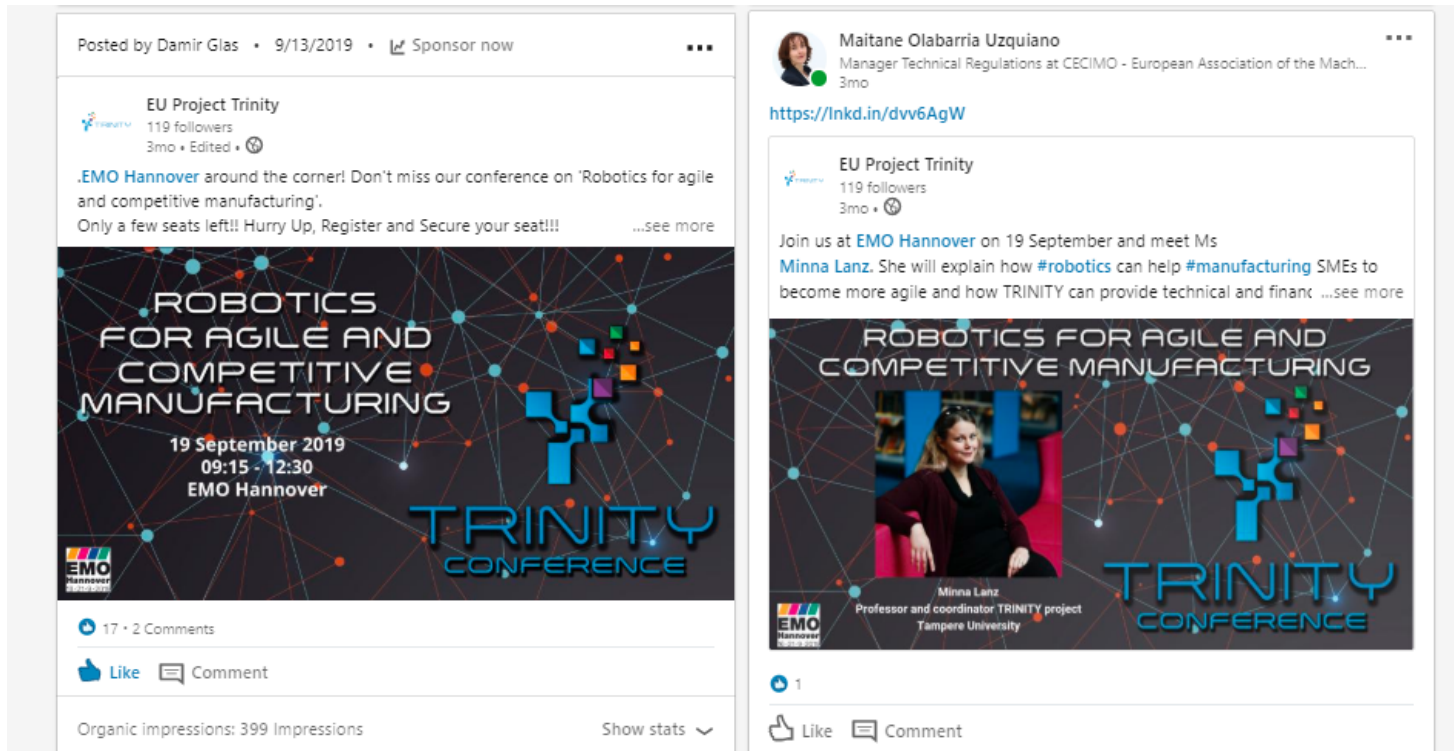 Posted by Damir Glas • 9/13/2019 • Sponsor now
EU Project Trinity
TRINITY
119 followers
3mo • Edited •
.EMO Hannover around the corner! Don't miss our conference on 'Robotics for agile
and competitive manufacturing'.
Only a few seats left!! Hurry Up, Register and Secure your seat!!! ...see more
ROBOTICS
FOR AGILE AND
COMPETITIVE
MANUFACTURING
19 September 2019
09:15 - 12:30
EMO Hannover
TRINITY
CONFERENCE
EMO
Hannover
17 • 2 Comments
Like Comment
Organic impressions: 399 Impressions Show stats
Maitane Olabarria Uzquiano
Manager Technical Regulations at CECIMO - European Association of the Mach...
3mo
https://lnkd.in/dvv6AgW
EU Project Trinity
TRINITY
119 followers
3mo •
Join us at EMO Hannover on 19 September and meet Ms
Minna Lanz. She will explain how #robotics can help #manufacturing SMEs to
become more agile and how TRINITY can provide technical and financ ...see more
ROBOTICS FOR AGILE AND
COMPETITIVE MANUFACTURING
Minna Lanz
Professor and coordinator TRINITY project
Tampere University
TRINITY
CONFERENCE
EMO
Hannover
1
Like Comment